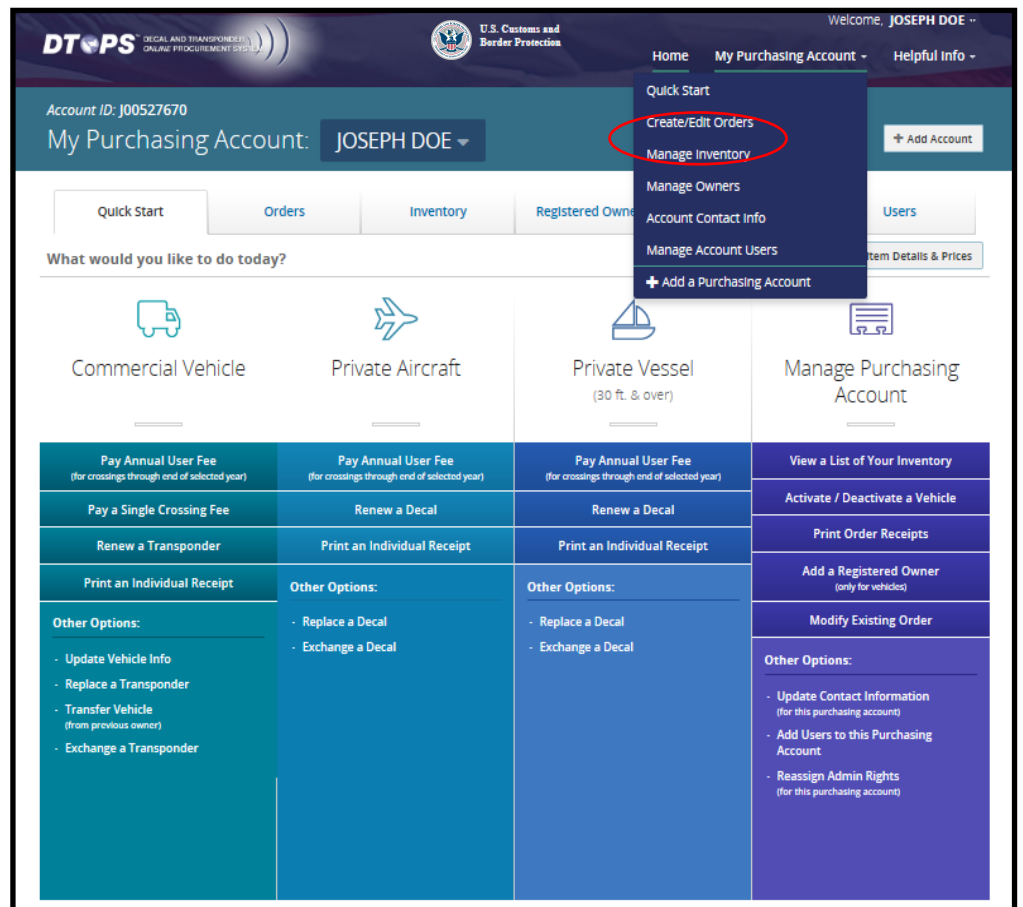 DTOPS DECAL AND TRANSPONDER
ONLINE PROCUREMENT SYSTEM
U.S. Customs and
Border Protection
Welcome, JOSEPH DOE
Home
My Purchasing Account
Helpful Info
Quick Start
Create/Edit Orders
Manage Inventory
Manage Owners
Account Contact Info
Manage Account Users
+ Add a Purchasing Account
Account ID: J00527670
My Purchasing Account: JOSEPH DOE
+ Add Account
Quick Start
Orders
Inventory
Registered Owne
Users
What would you like to do today?
Item Details & Prices
Commercial Vehicle
Pay Annual User Fee
(for crossings through end of selected year)
Pay a Single Crossing Fee
Renew a Transponder
Print an Individual Receipt
Other Options:
- Update Vehicle Info
- Replace a Transponder
- Transfer Vehicle
(from previous owner)
- Exchange a Transponder
Private Aircraft
Pay Annual User Fee
(for crossings through end of selected year)
Renew a Decal
Print an Individual Receipt
Other Options:
- Replace a Decal
- Exchange a Decal
Private Vessel
(30 ft. & over)
Pay Annual User Fee
(for crossings through end of selected year)
Renew a Decal
Print an Individual Receipt
Other Options:
- Replace a Decal
- Exchange a Decal
Manage Purchasing
Account
View a List of Your Inventory
Activate / Deactivate a Vehicle
Print Order Receipts
Add a Registered Owner
(only for vehicles)
Modify Existing Order
Other Options:
- Update Contact Information
(for this purchasing account)
- Add Users to this Purchasing
Account
- Reassign Admin Rights
(for this purchasing account)